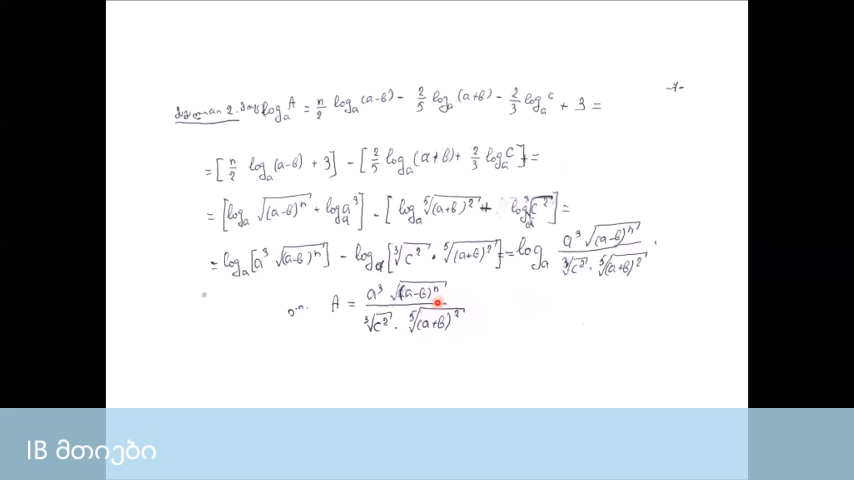 -7-
2. log_a A = n/2 log_a (a-b) - 2/5 log_a (a+b) - 2/3 log_a c + 3 =
= [n/2 log_a (a-b) + 3] - [2/5 log_a (a+b) + 2/3 log_a c] =
= [log_a √(a-b)^n + log_a a^3] - [log_a ⁵√(a+b)^2 + log_a ³√c^2] =
= log_a [a^3 √(a-b)^n] - log_a [³√c^2 · ⁵√(a+b)^2] = log_a (a^3 √(a-b)^n) / (³√c^2 · ⁵√(a+b)^2).
A = (a^3 √(a-b)^n) / (³√c^2 · ⁵√(a+b)^2)
IB მთიები